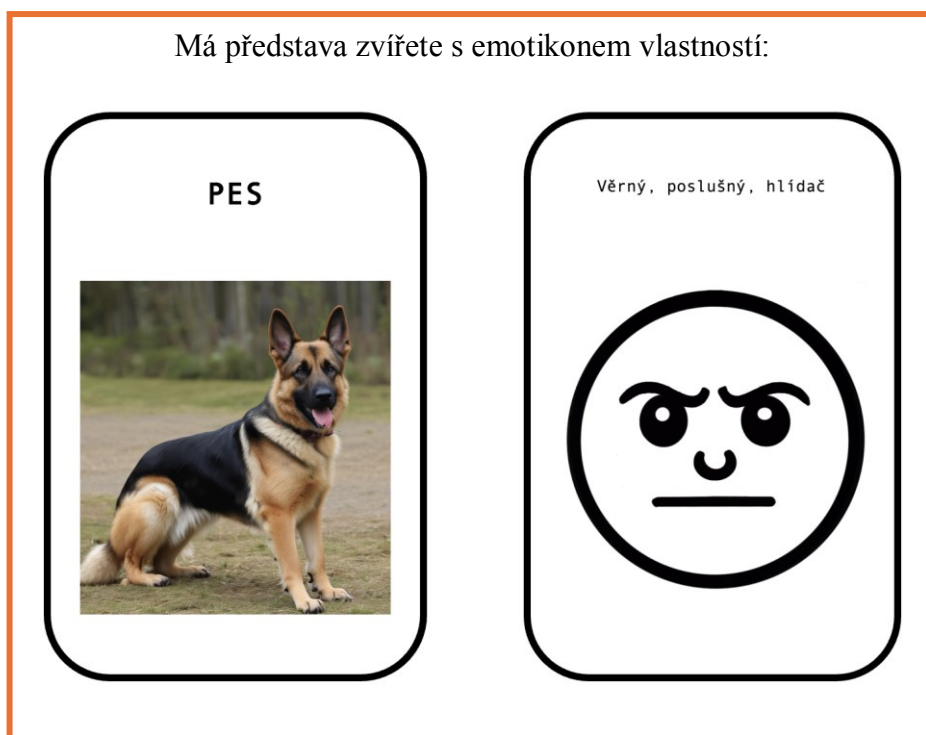 Má představa zvířete s emotikonem vlastností:
PES
Věrný, poslušný, hlídač